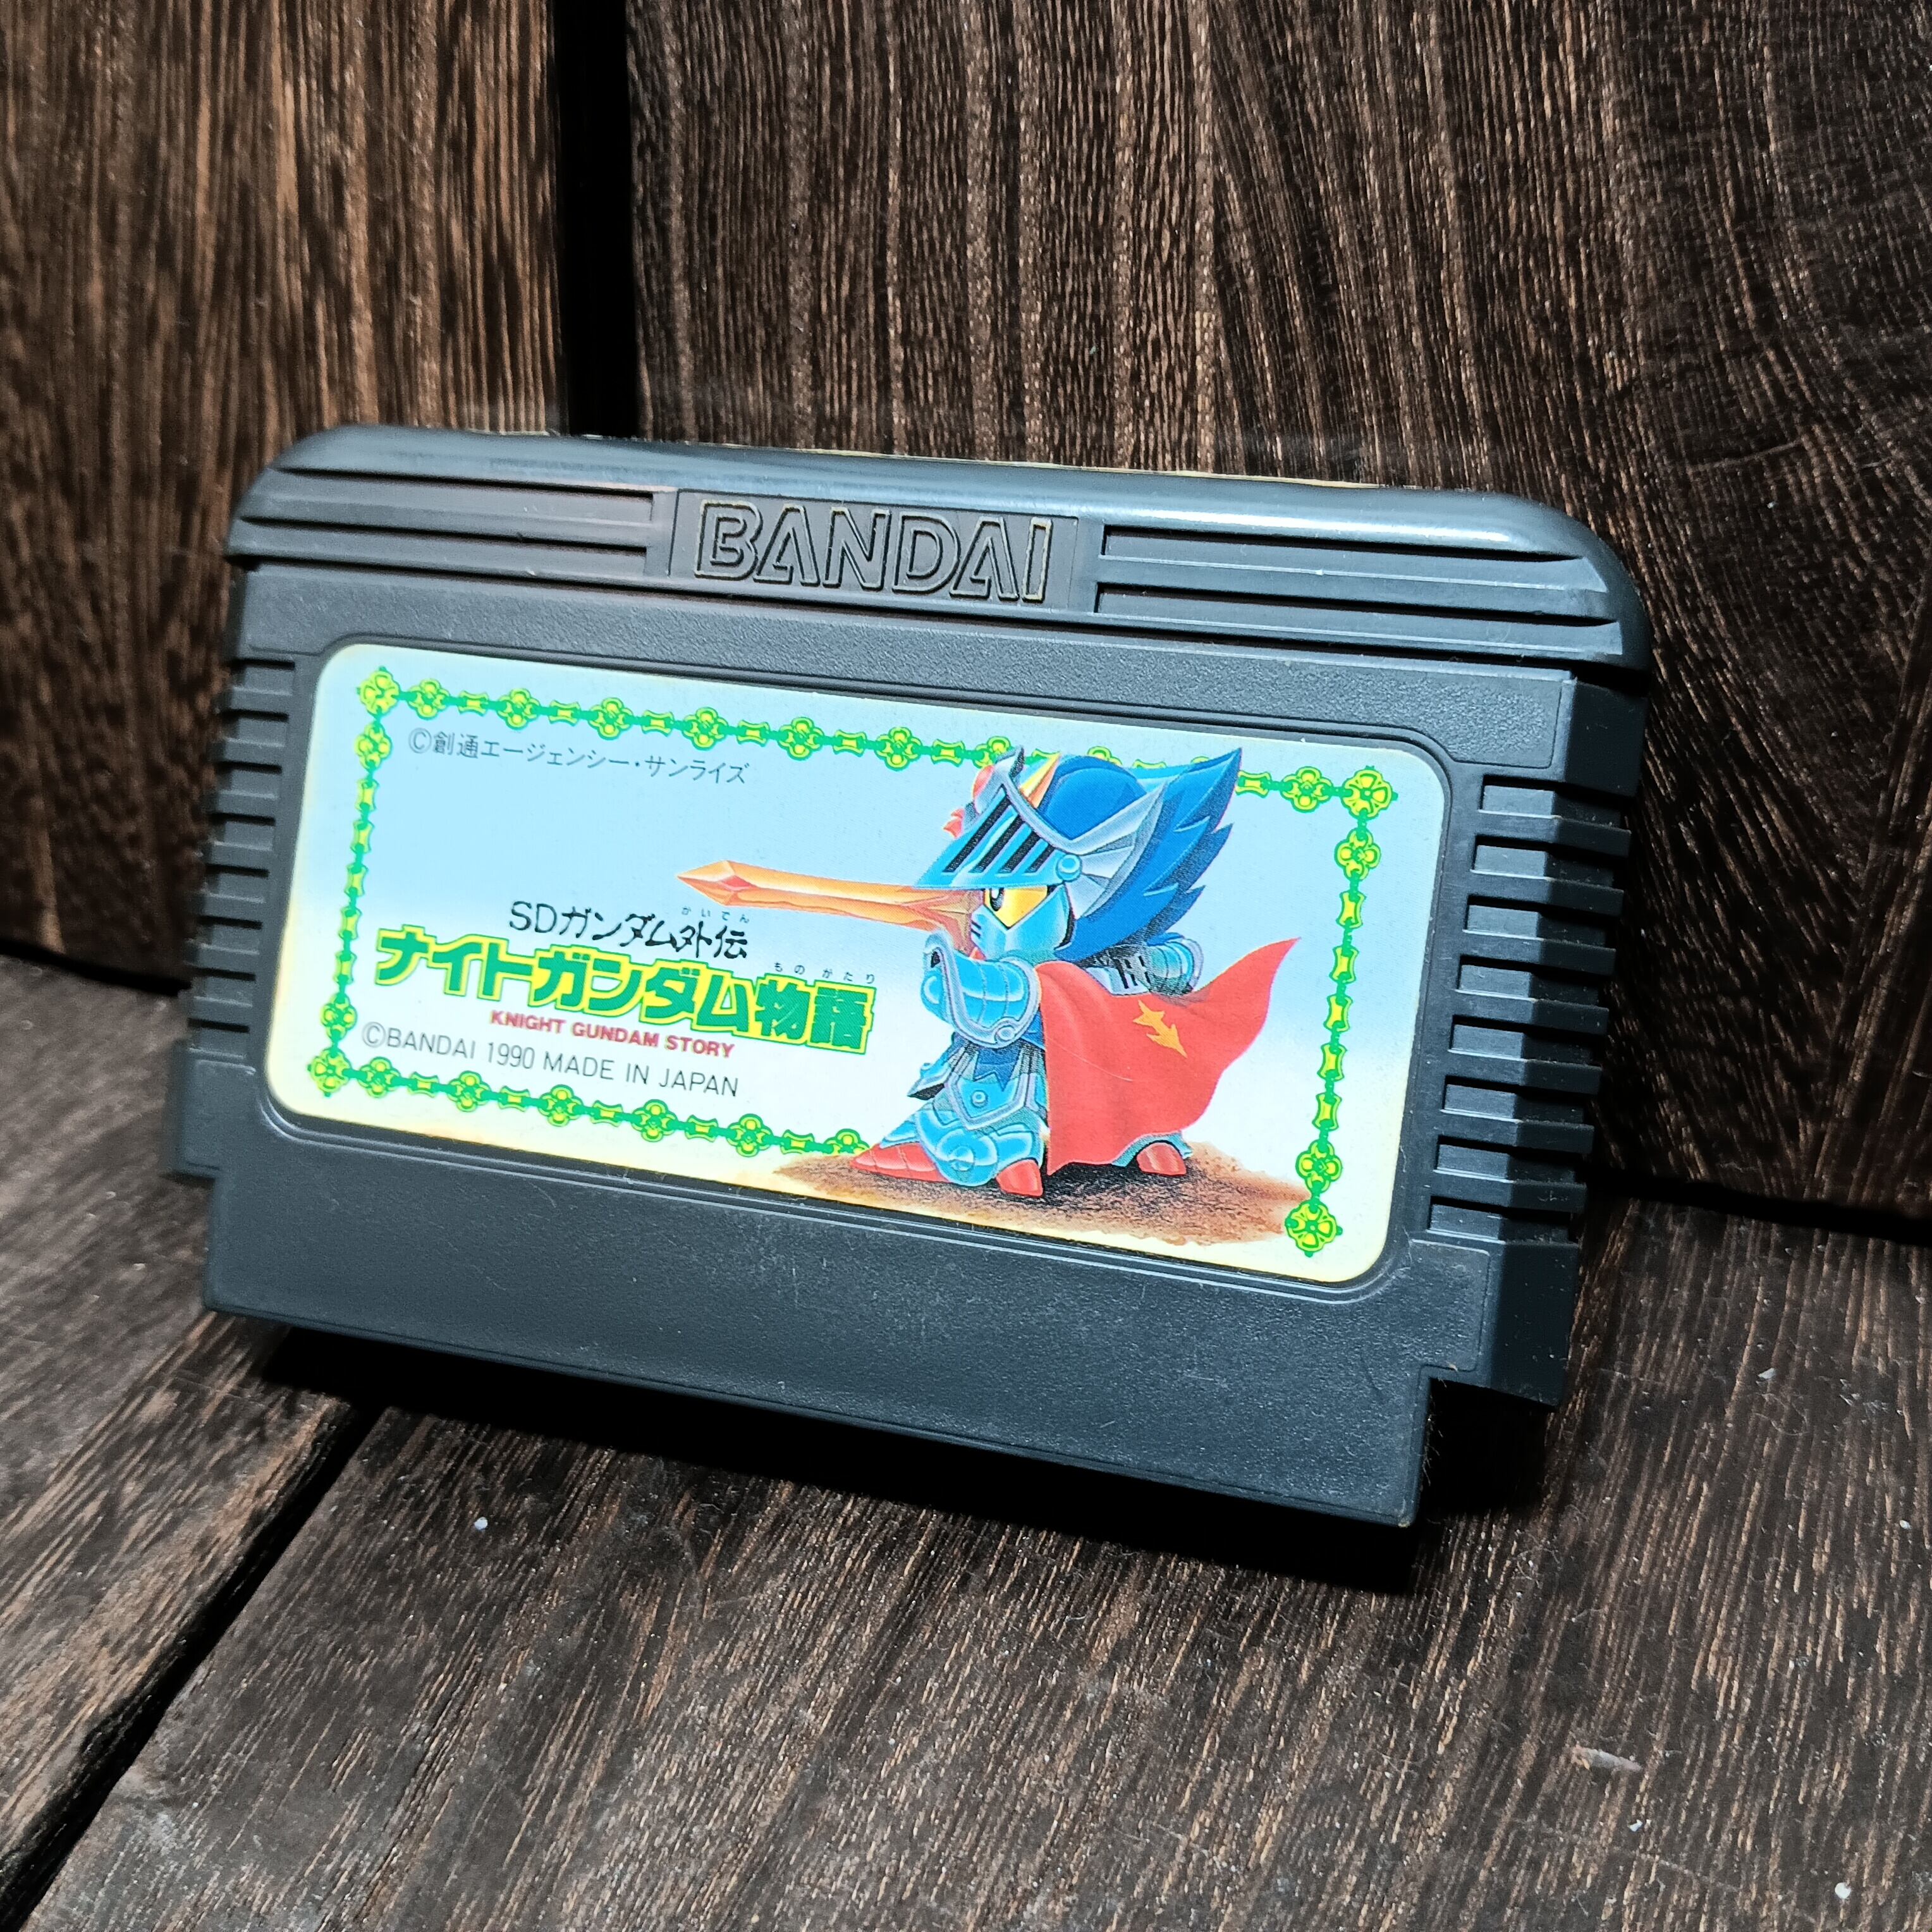 BANDAI
©創通エージェンシー・サンライズ
がいでん
SDガンダム外伝
ものがたり
ナイトガンダム物語
KNIGHT GUNDAM STORY
©BANDAI 1990 MADE IN JAPAN